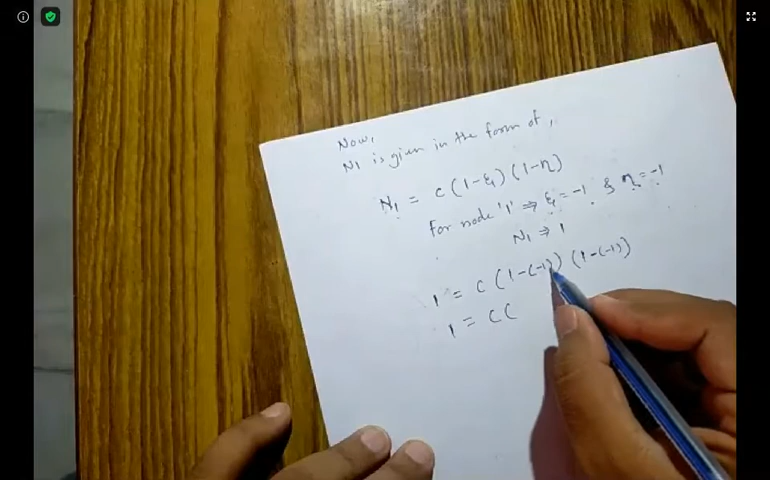 Now,
N1 is given in the form of,
N1 = c(1-ξ)(1-η)
For node '1' ⇒ ξ = -1 & η = -1
N1 ⇒ 1
1 = c(1-(-1))(1-(-1))
1 = c(